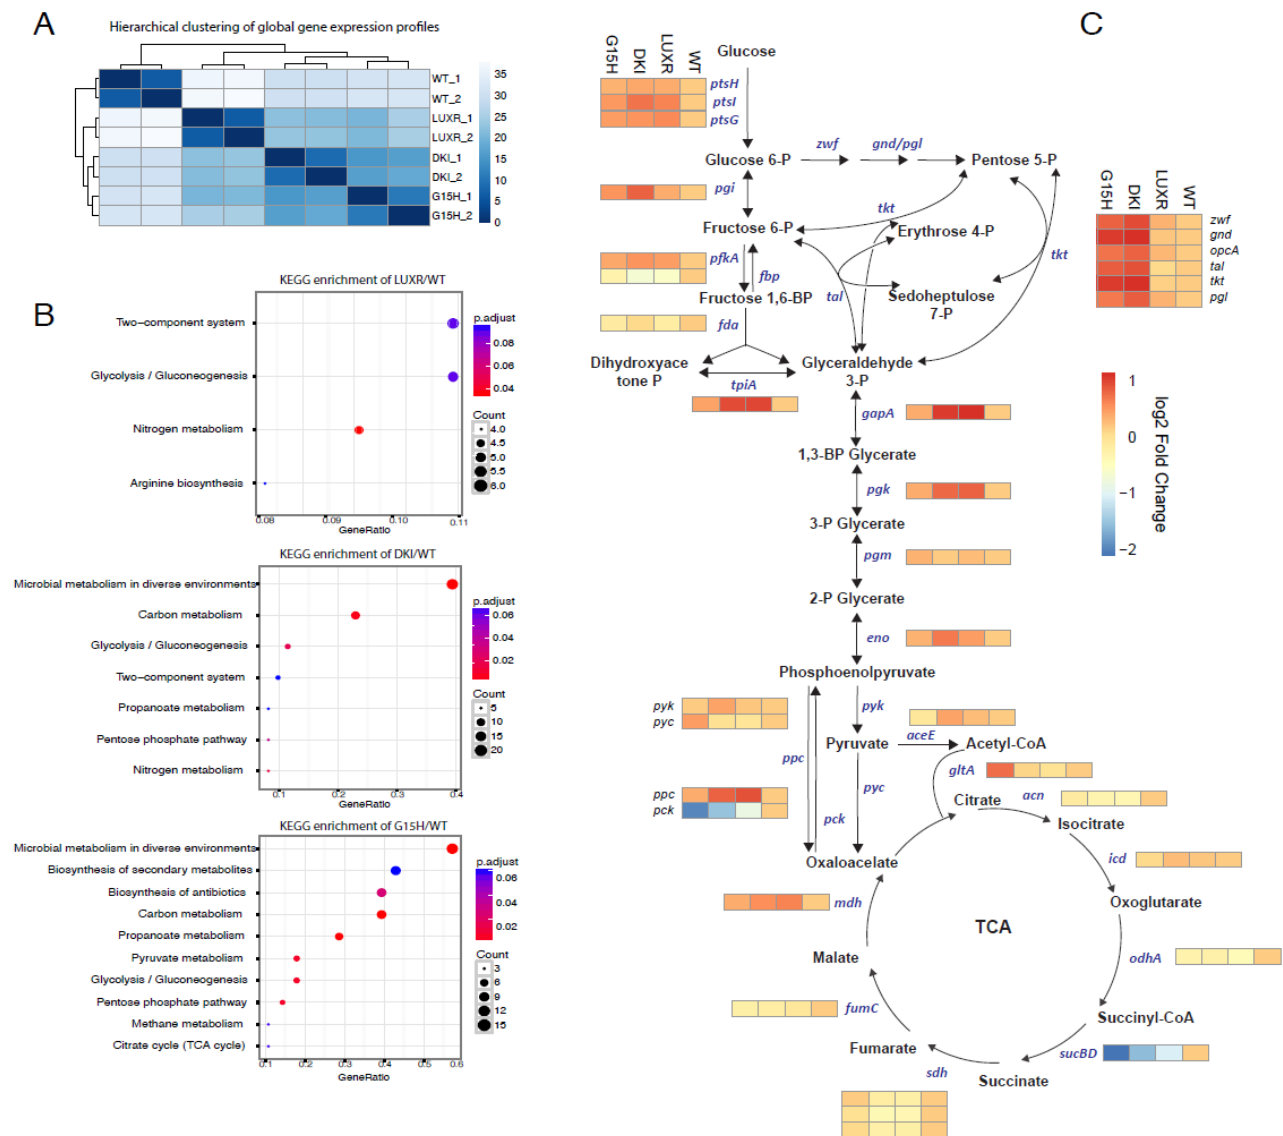 A
Hierarchical clustering of global gene expression profiles
WT_1
WT_2
LUXR_1
LUXR_2
DKI_1
DKI_2
G15H_1
G15H_2
35
30
25
20
15
10
5
0
B
KEGG enrichment of LUXR/WT
Two-component system
Glycolysis / Gluconeogenesis
Nitrogen metabolism
Arginine biosynthesis
0.08 0.09 0.10 0.11
GeneRatio
p.adjust
0.08
0.06
0.04
Count
4.0
4.5
5.0
5.5
6.0
KEGG enrichment of DKI/WT
Microbial metabolism in diverse environments
Carbon metabolism
Glycolysis / Gluconeogenesis
Two-component system
Propanoate metabolism
Pentose phosphate pathway
Nitrogen metabolism
0.1 0.2 0.3 0.4
GeneRatio
p.adjust
0.06
0.04
0.02
Count
5
10
15
20
KEGG enrichment of G15H/WT
Microbial metabolism in diverse environments
Biosynthesis of secondary metabolites
Biosynthesis of antibiotics
Carbon metabolism
Propanoate metabolism
Pyruvate metabolism
Glycolysis / Gluconeogenesis
Pentose phosphate pathway
Methane metabolism
Citrate cycle (TCA cycle)
0.1 0.2 0.3 0.4 0.5 0.6
GeneRatio
p.adjust
0.06
0.04
0.02
Count
3
6
9
12
15
C
G15H
DKI
LUXR
WT
ptsH
ptsI
ptsG
Glucose
Glucose 6-P
zwf
gnd/pgl
Pentose 5-P
pgi
tkt
Fructose 6-P
Erythrose 4-P
tkt
pfkA
fbp
Fructose 1,6-BP
tal
Sedoheptulose
7-P
fda
Dihydroxyace
tone P
tpiA
Glyceraldehyde
3-P
gapA
1,3-BP Glycerate
pgk
3-P Glycerate
pgm
2-P Glycerate
eno
Phosphoenolpyruvate
pyk
pyc
pyk
Pyruvate
aceE
Acetyl-CoA
ppc
pyc
gltA
ppc
pck
pck
Citrate
acn
Isocitrate
Oxaloacelate
icd
mdh
Oxoglutarate
TCA
Malate
odhA
fumC
Succinyl-CoA
Fumarate
sucBD
sdh
Succinate
G15H
DKI
LUXR
WT
zwf
gnd
opcA
tal
tkt
pgl
1
0
−1
−2
log2 Fold Change